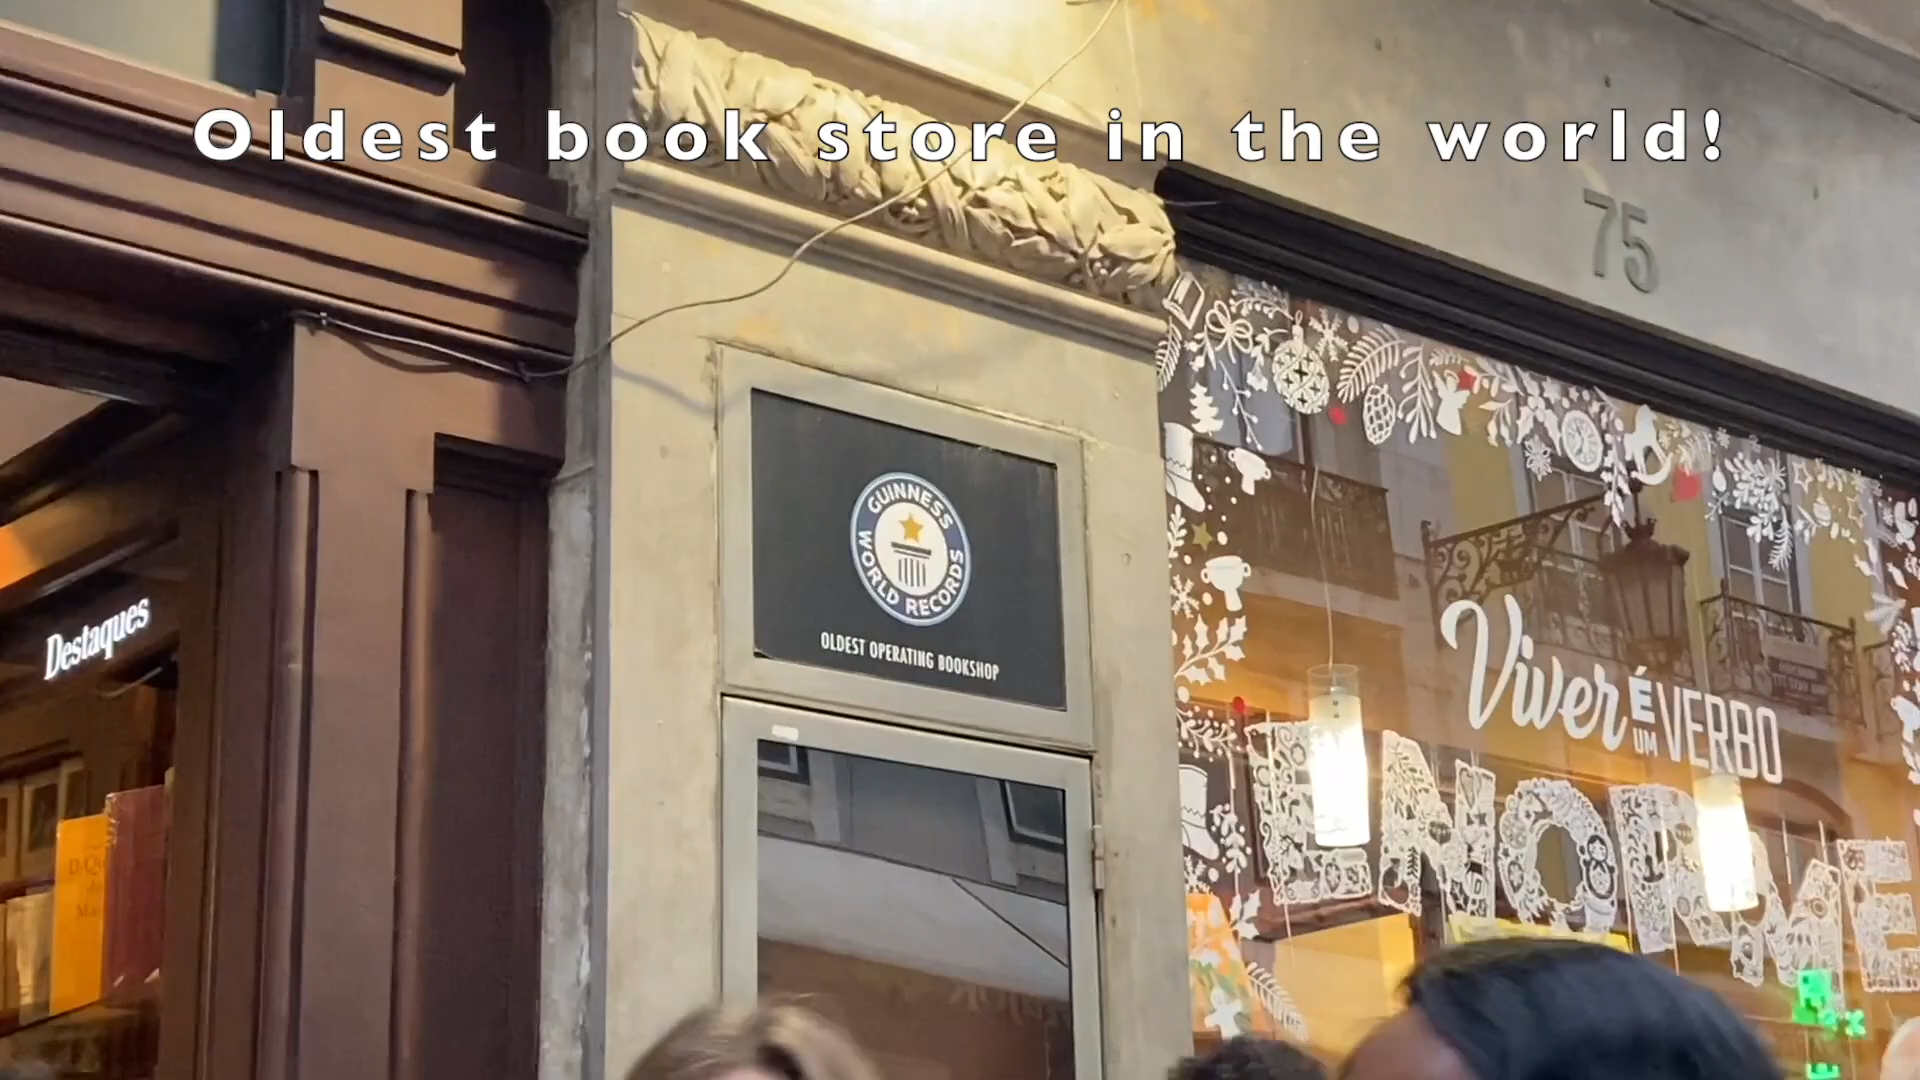 Oldest book store in the world!
75
GUINNESS
WORLD RECORDS
OLDEST OPERATING BOOKSHOP
Destaques
Viver É UM VERBO
ENORME